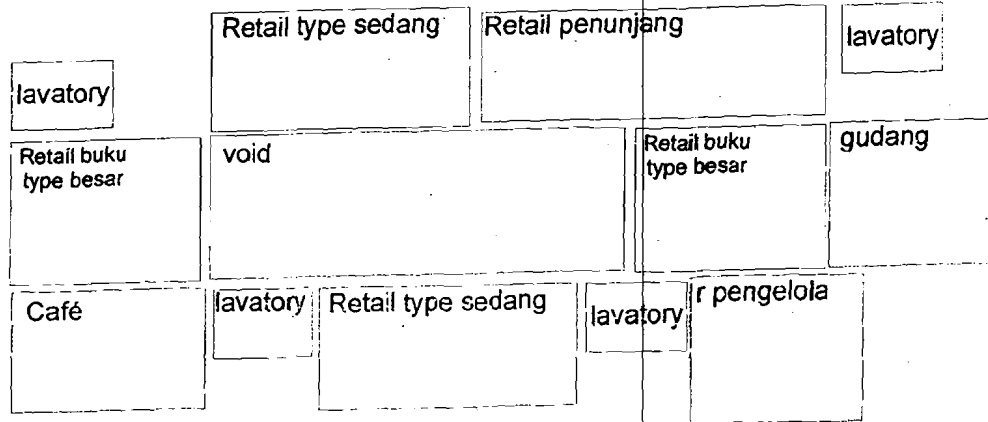 Retail type sedang
Retail penunjang
lavatory
lavatory
Retail buku
type besar
void
Retail buku
type besar
gudang
Café
lavatory
Retail type sedang
lavatory
r pengelola